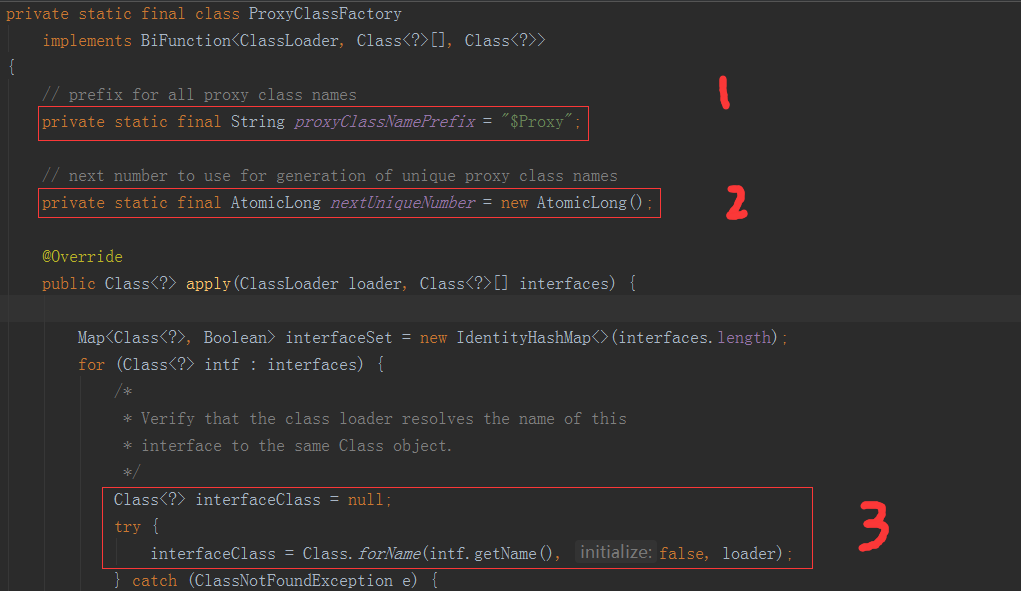 private static final class ProxyClassFactory
implements BiFunction<ClassLoader, Class<?>[], Class<?>>
{
// prefix for all proxy class names
1
private static final String proxyClassNamePrefix = "$Proxy";
// next number to use for generation of unique proxy class names
private static final AtomicLong nextUniqueNumber = new AtomicLong();
2
@Override
public Class<?> apply(ClassLoader loader, Class<?>[] interfaces) {
Map<Class<?>, Boolean> interfaceSet = new IdentityHashMap<>(interfaces.length);
for (Class<?> intf : interfaces) {
/*
* Verify that the class loader resolves the name of this
* interface to the same Class object.
*/
Class<?> interfaceClass = null;
try {
3
interfaceClass = Class.forName(intf.getName(), initialize: false, loader);
} catch (ClassNotFoundException e) {